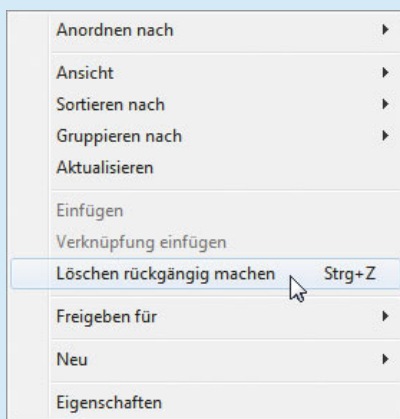 Anordnen nach
Ansicht
Sortieren nach
Gruppieren nach
Aktualisieren
Einfügen
Verknüpfung einfügen
Löschen rückgängig machen Strg+Z
Freigeben für
Neu
Eigenschaften